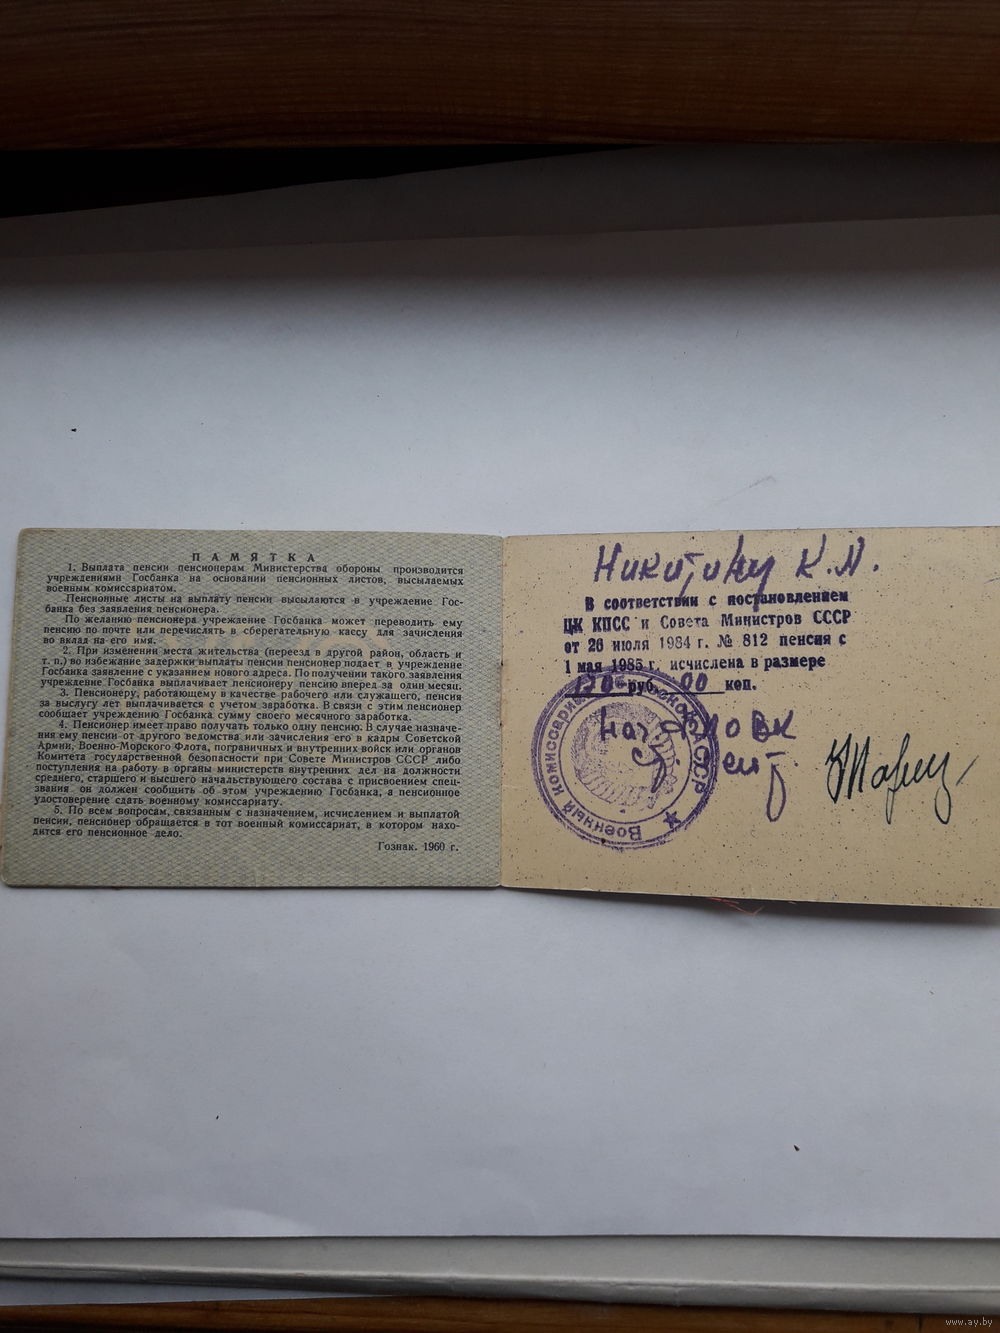 ПАМЯТКА
1. Выплата пенсии пенсионерам Министерства обороны производится
учреждениями Госбанка на основании пенсионных листов, высылаемых
военным комиссариатом.
Пенсионные листы на выплату пенсии высылаются в учреждение Гос-
банка без заявления пенсионера.
По желанию пенсионера учреждение Госбанка может переводить ему
пенсию по почте или перечислять в сберегательную кассу для зачисления
во вклад на его имя.
2. При изменении места жительства (переезд в другой район, область и
т. п.) во избежание задержки выплаты пенсии пенсионер подает в учреждение
Госбанка заявление с указанием нового адреса. По получении такого заявления
учреждение Госбанка выплачивает пенсионеру пенсию вперед за один месяц.
3. Пенсионеру, работающему в качестве рабочего или служащего, пенсия
за выслугу лет выплачивается с учетом заработка. В связи с этим пенсионер
сообщает учреждению Госбанка сумму своего месячного заработка.
4. Пенсионер имеет право получать только одну пенсию. В случае назначе-
ния ему пенсии от другого ведомства или зачисления его в кадры Советской
Армии, Военно-Морского Флота, пограничных и внутренних войск или органов
Комитета государственной безопасности при Совете Министров СССР либо
поступления на работу в органы министерств внутренних дел на должности
среднего, старшего и высшего начальствующего состава с присвоением спец-
звания он должен сообщить об этом учреждению Госбанка, а пенсионное
удостоверение сдать военному комиссариату.
5. По всем вопросам, связанным с назначением, исчислением и выплатой
пенсии, пенсионер обращается в тот военный комиссариат, в котором нахо-
дится его пенсионное дело.
Гознак. 1960 г.
Никитину К.М.
В соответствии с постановлением
ЦК КПСС и Совета Министров СССР
от 26 июля 1984 г. № 812 пенсия с
1 мая 1985 г. исчислена в размере
120 руб. 00 коп.
Военный комиссариат
www.ay.by